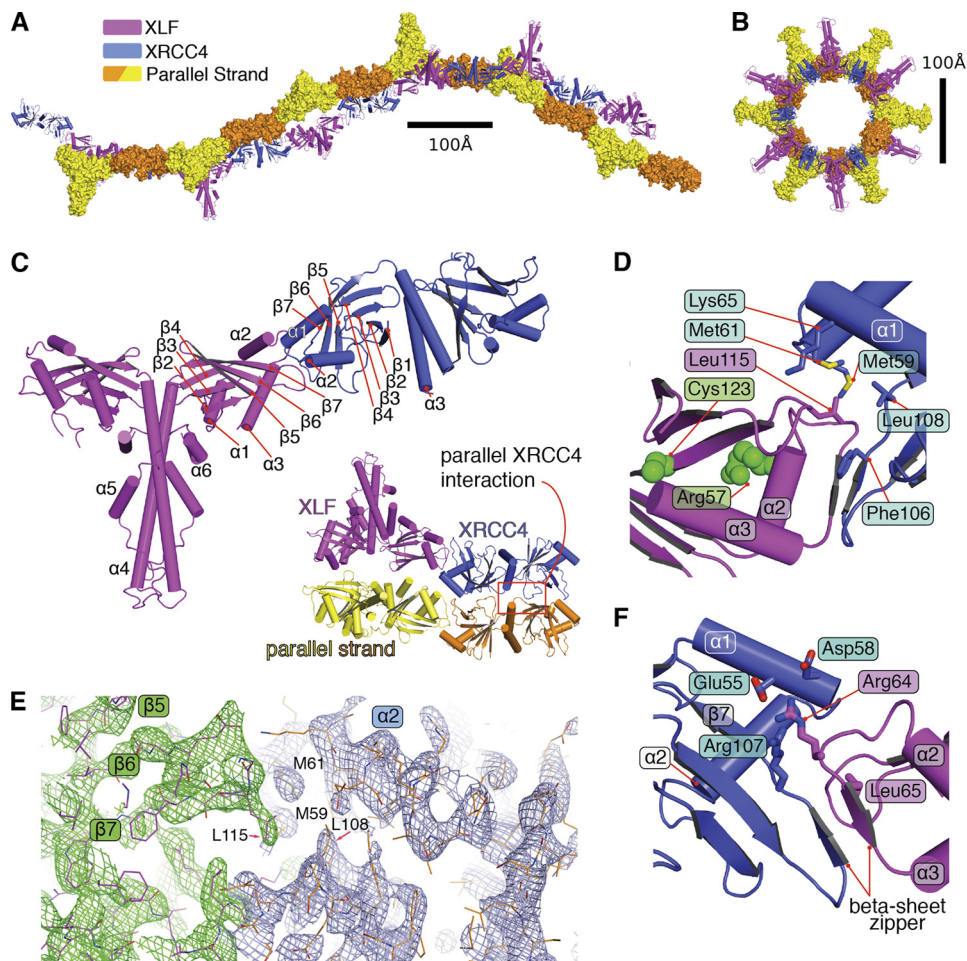 A
XLF
XRCC4
Parallel Strand
100Å
B
100Å
C
β5
β6
β7
α2
α1
β4
β3
β2
α2
β1
β2
β3
β4
α3
β7
β6
β5
α3
α1
α6
α5
α4
parallel XRCC4
interaction
XLF
XRCC4
parallel strand
D
Lys65
α1
Met61
Leu115
Met59
Cys123
Leu108
Arg57
α2
α3
Phe106
E
β5
α2
β6
M61
β7
M59
L108
L115
F
α1
Asp58
Glu55
Arg64
β7
α2
Arg107
α2
Leu65
α3
beta-sheet
zipper